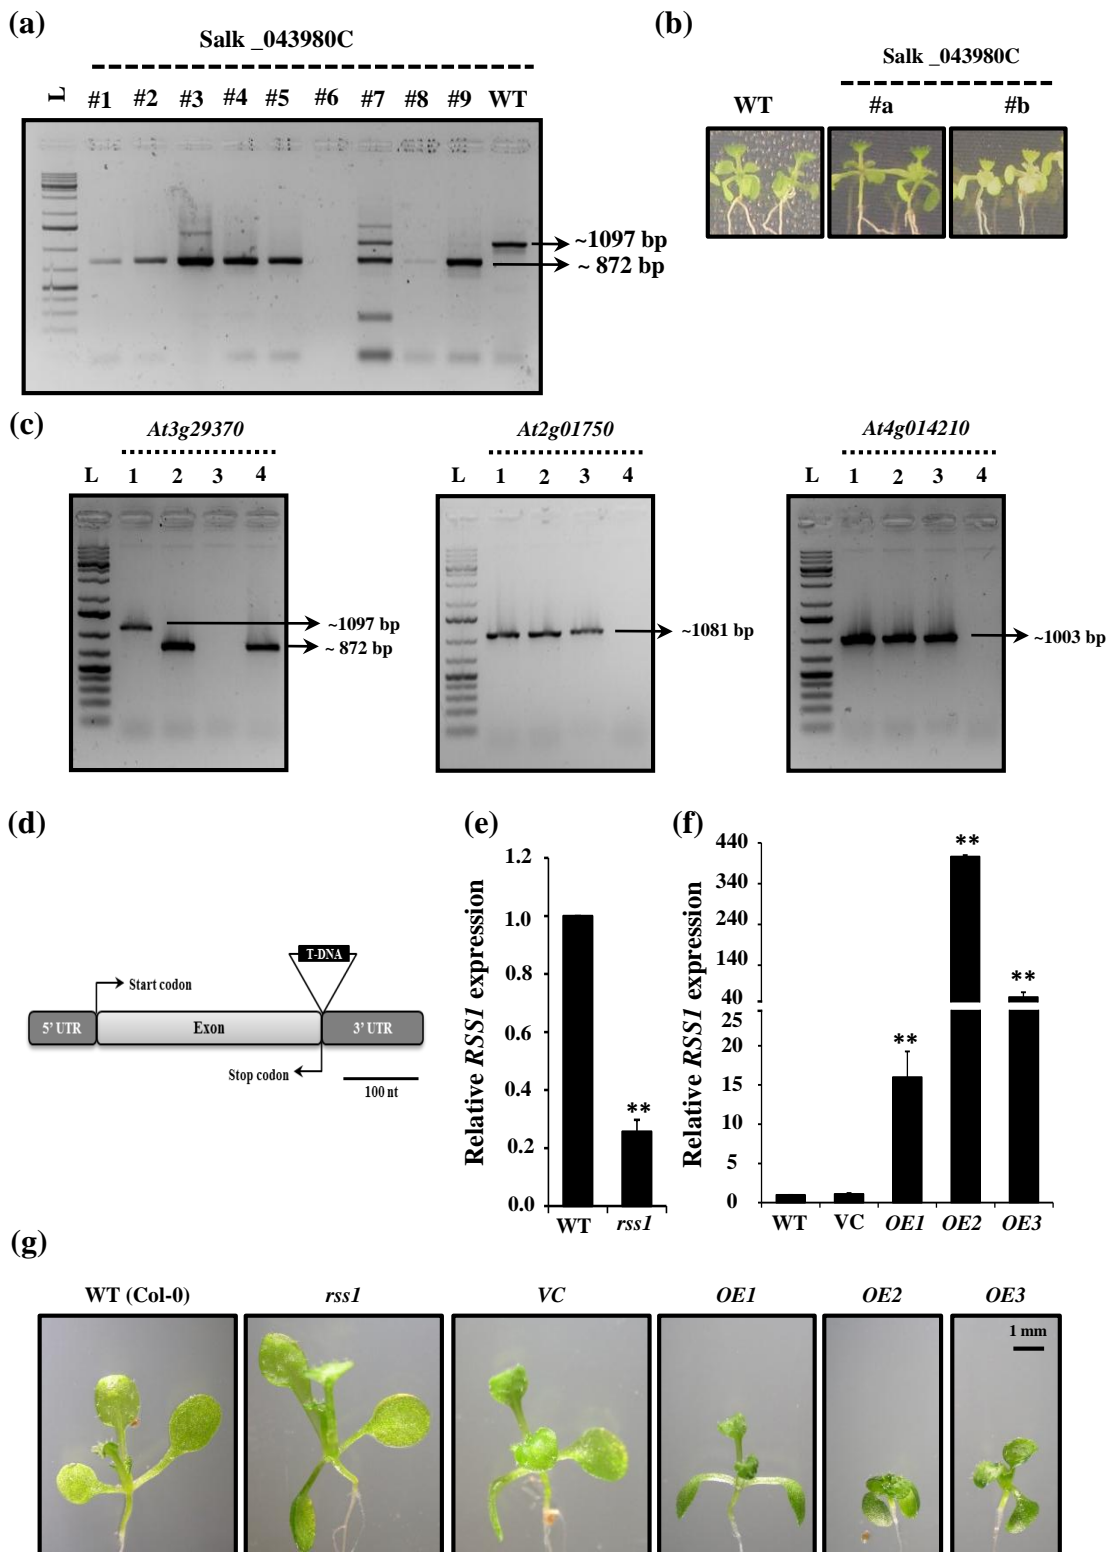 (a)
Salk _043980C
L #1 #2 #3 #4 #5 #6 #7 #8 #9 WT
~1097 bp
~ 872 bp
(b)
Salk _043980C
WT #a #b
(c)
At3g29370
L 1 2 3 4
~1097 bp
~ 872 bp
At2g01750
L 1 2 3 4
~1081 bp
At4g014210
L 1 2 3 4
~1003 bp
(d)
T-DNA
Start codon
5' UTR Exon 3' UTR
Stop codon
100 nt
(e)
Relative RSS1 expression
1.2
1.0
0.8
0.6
0.4
0.2
0.0
**
WT rss1
(f)
Relative RSS1 expression
440
340
240
140
40
25
20
15
10
5
0
**
**
**
WT VC OE1 OE2 OE3
(g)
WT (Col-0) rss1 VC OE1 OE2 OE3
1 mm